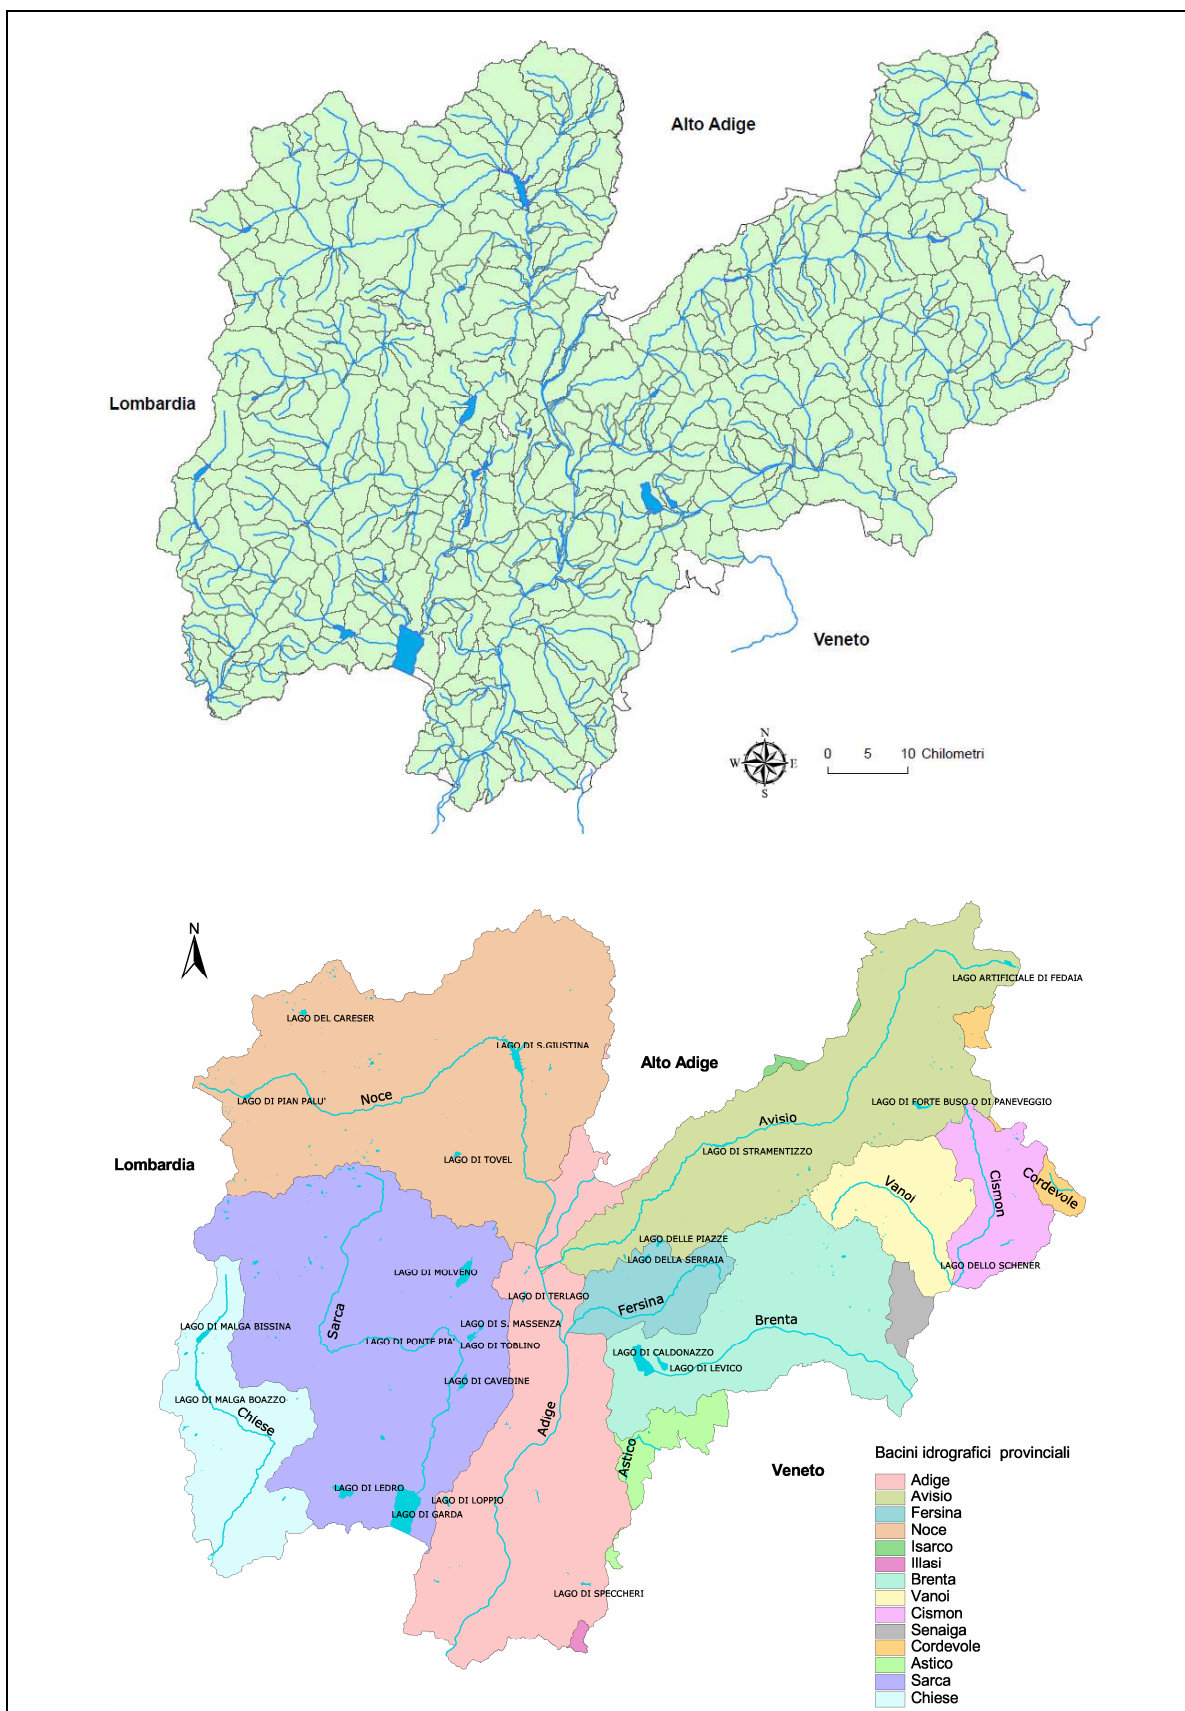 Alto Adige
Lombardia
Veneto
N
W
E
S
0 5 10 Chilometri
N
LAGO ARTIFICIALE DI FEDAIA
LAGO DEL CARESER
LAGO DI S.GIUSTINA
Alto Adige
LAGO DI PIAN PALU'
Noce
LAGO DI FORTE BUSO O DI PANEVEGGIO
Avisio
LAGO DI STRAMENTIZZO
LAGO DI TOVEL
Lombardia
Vanoi
Cismon
Cordevole
LAGO DELLE PIAZZE
LAGO DELLA SERRAIA
LAGO DELLO SCHENER
LAGO DI MOLVENO
LAGO DI TERLAGO
Fersina
Sarca
LAGO DI MALGA BISSINA
LAGO DI S. MASSENZA
Brenta
LAGO DI PONTE PIA'
LAGO DI TOBLINO
LAGO DI CALDONAZZO
LAGO DI LEVICO
LAGO DI CAVEDINE
LAGO DI MALGA BOAZZO
Chiese
Adige
Astico
Veneto
LAGO DI LEDRO
LAGO DI LOPPIO
LAGO DI GARDA
LAGO DI SPECCHERI
Bacini idrografici provinciali
Adige
Avisio
Fersina
Noce
Isarco
Illasi
Brenta
Vanoi
Cismon
Senaiga
Cordevole
Astico
Sarca
Chiese